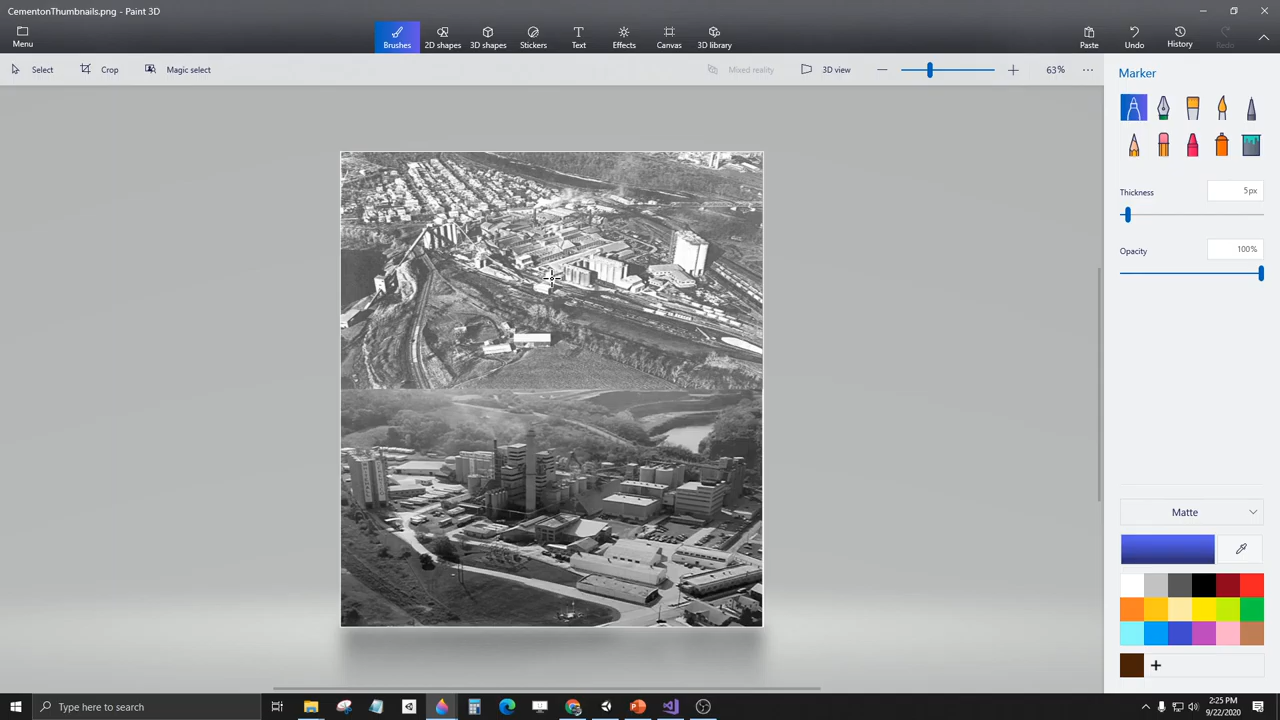 CementonThumbnails.png - Paint 3D
Menu
Brushes
2D shapes
3D shapes
Stickers
Text
Effects
Canvas
3D library
Paste
Undo
History
Redo
Select
Crop
Magic select
Mixed reality
3D view
63%
Marker
Thickness
5px
Opacity
100%
Matte
Type here to search
2:25 PM
9/22/2020